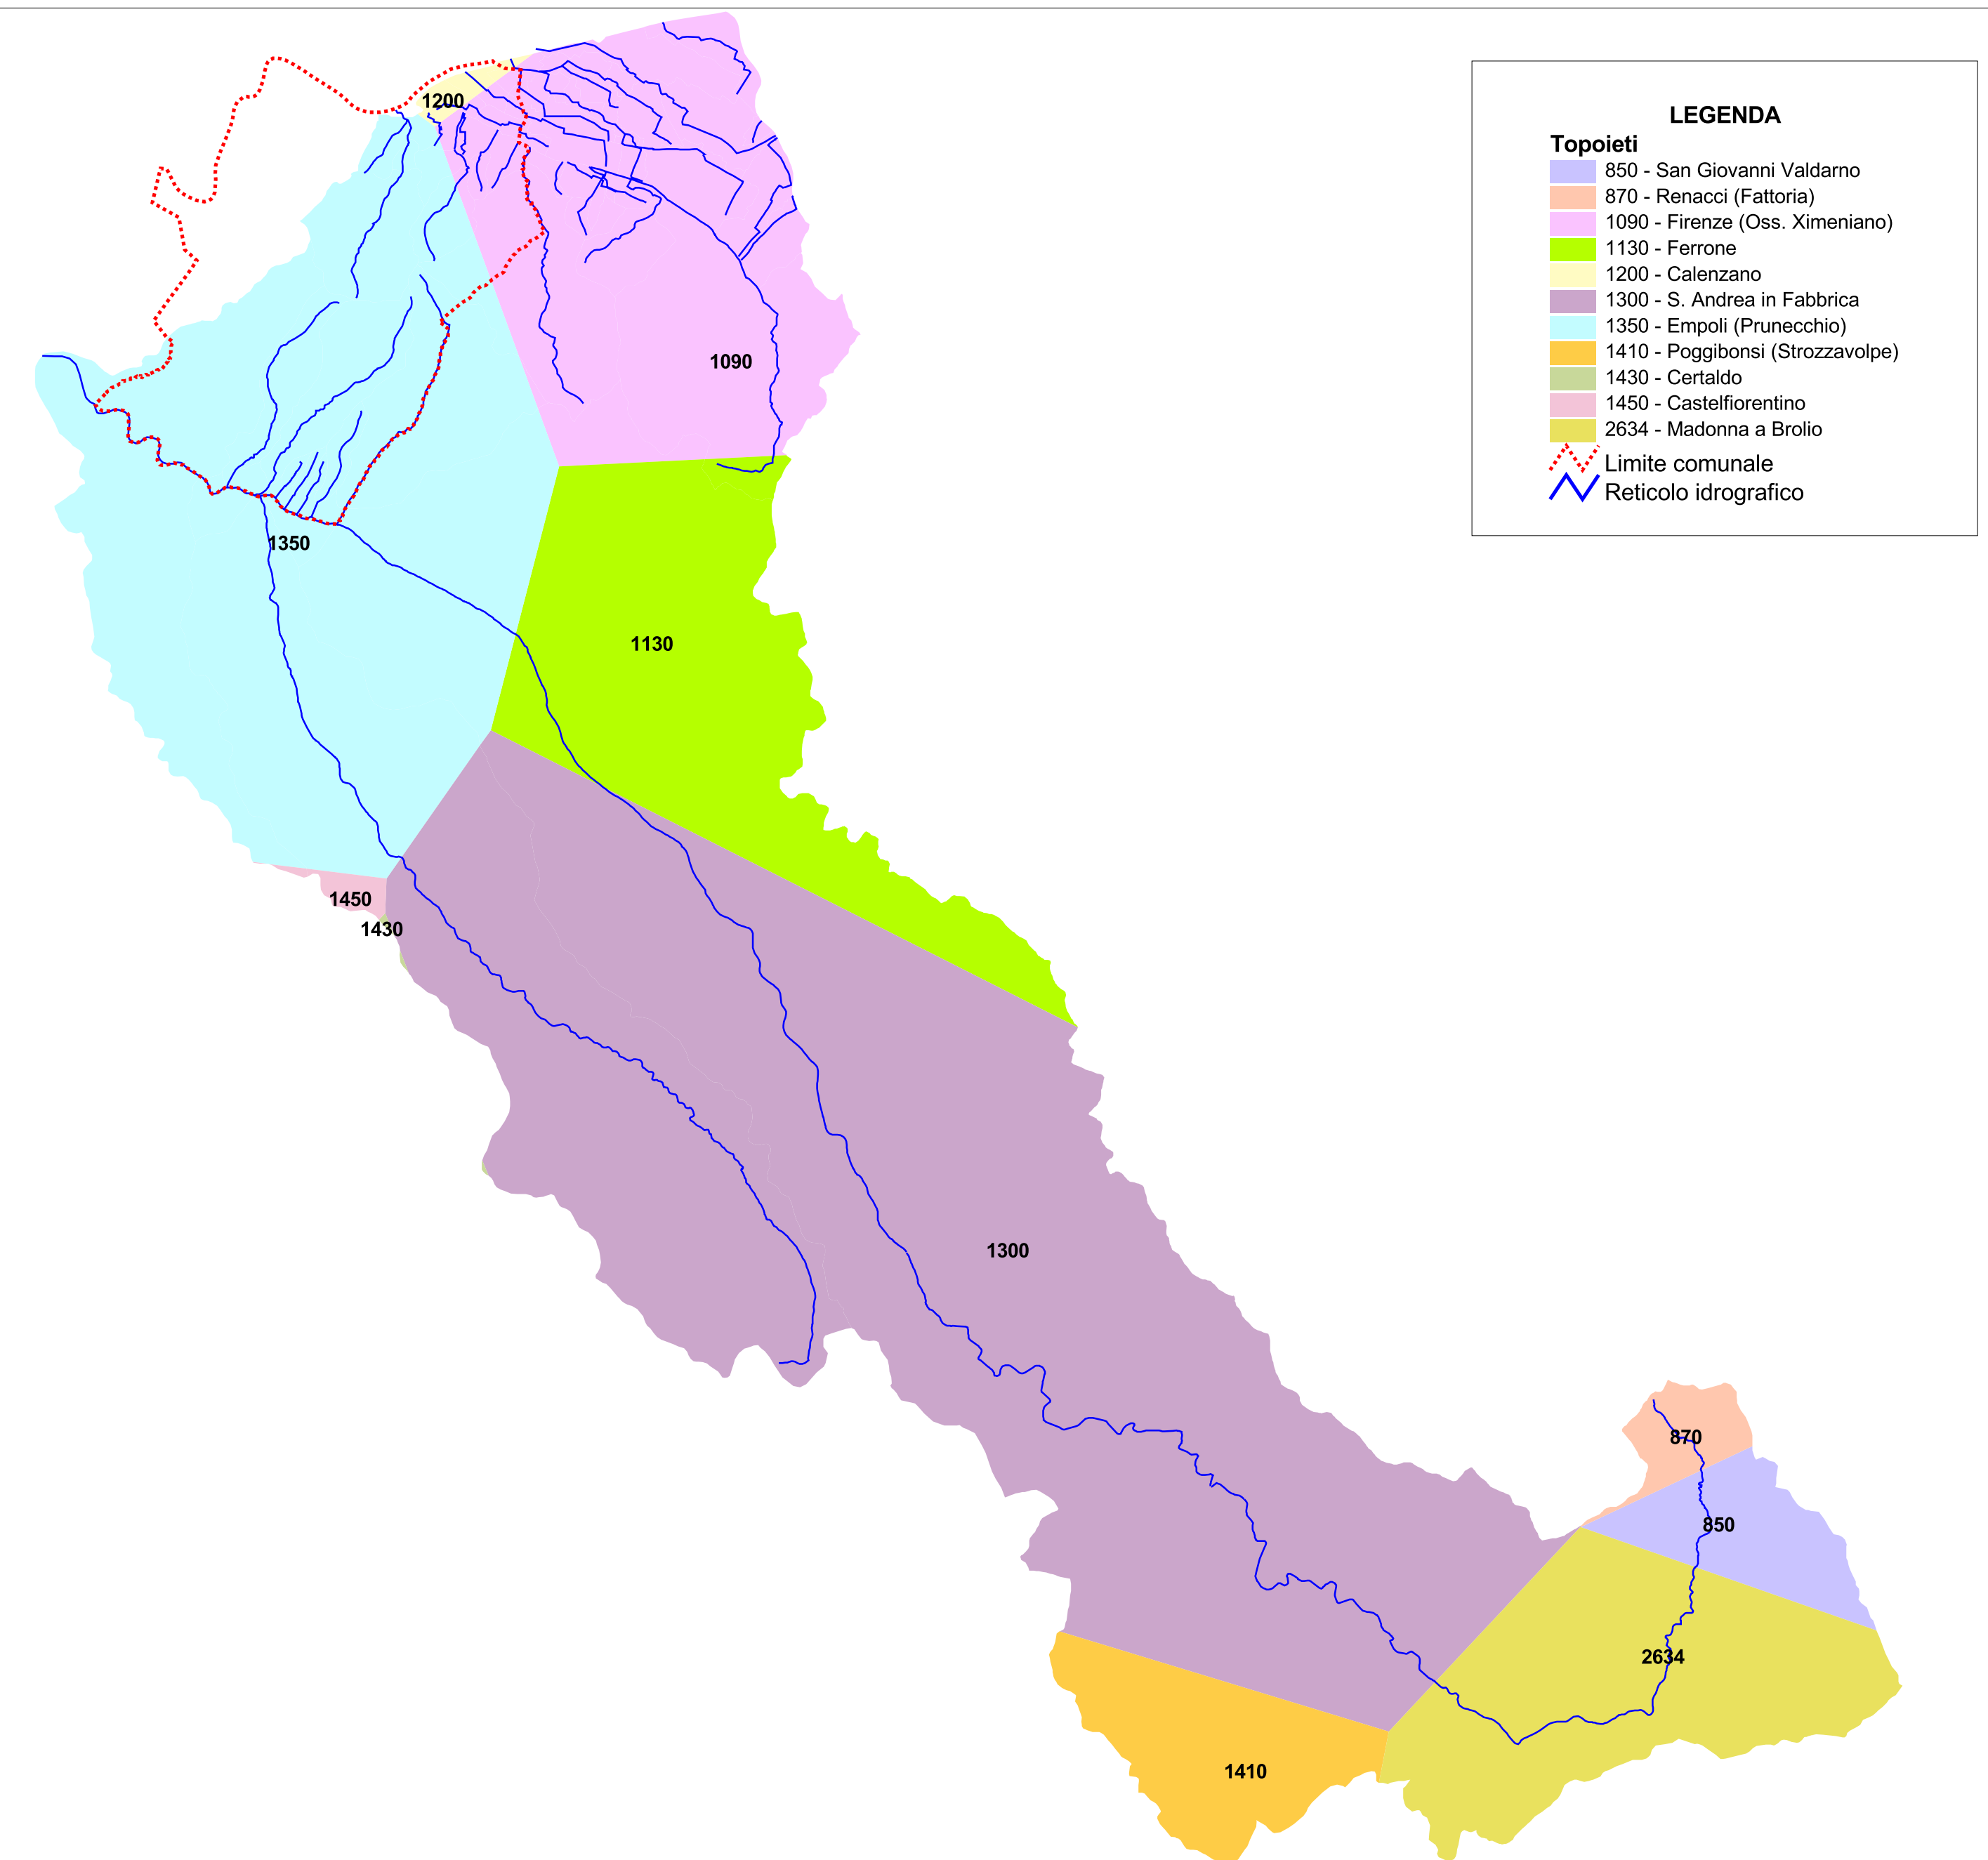 LEGENDA
Topoieti
850 - San Giovanni Valdarno
870 - Renacci (Fattoria)
1090 - Firenze (Oss. Ximeniano)
1130 - Ferrone
1200 - Calenzano
1300 - S. Andrea in Fabbrica
1350 - Empoli (Prunecchio)
1410 - Poggibonsi (Strozzavolpe)
1430 - Certaldo
1450 - Castelfiorentino
2634 - Madonna a Brolio
Limite comunale
Reticolo idrografico
1200
1090
1350
1130
1450
1430
1300
870
850
2634
1410